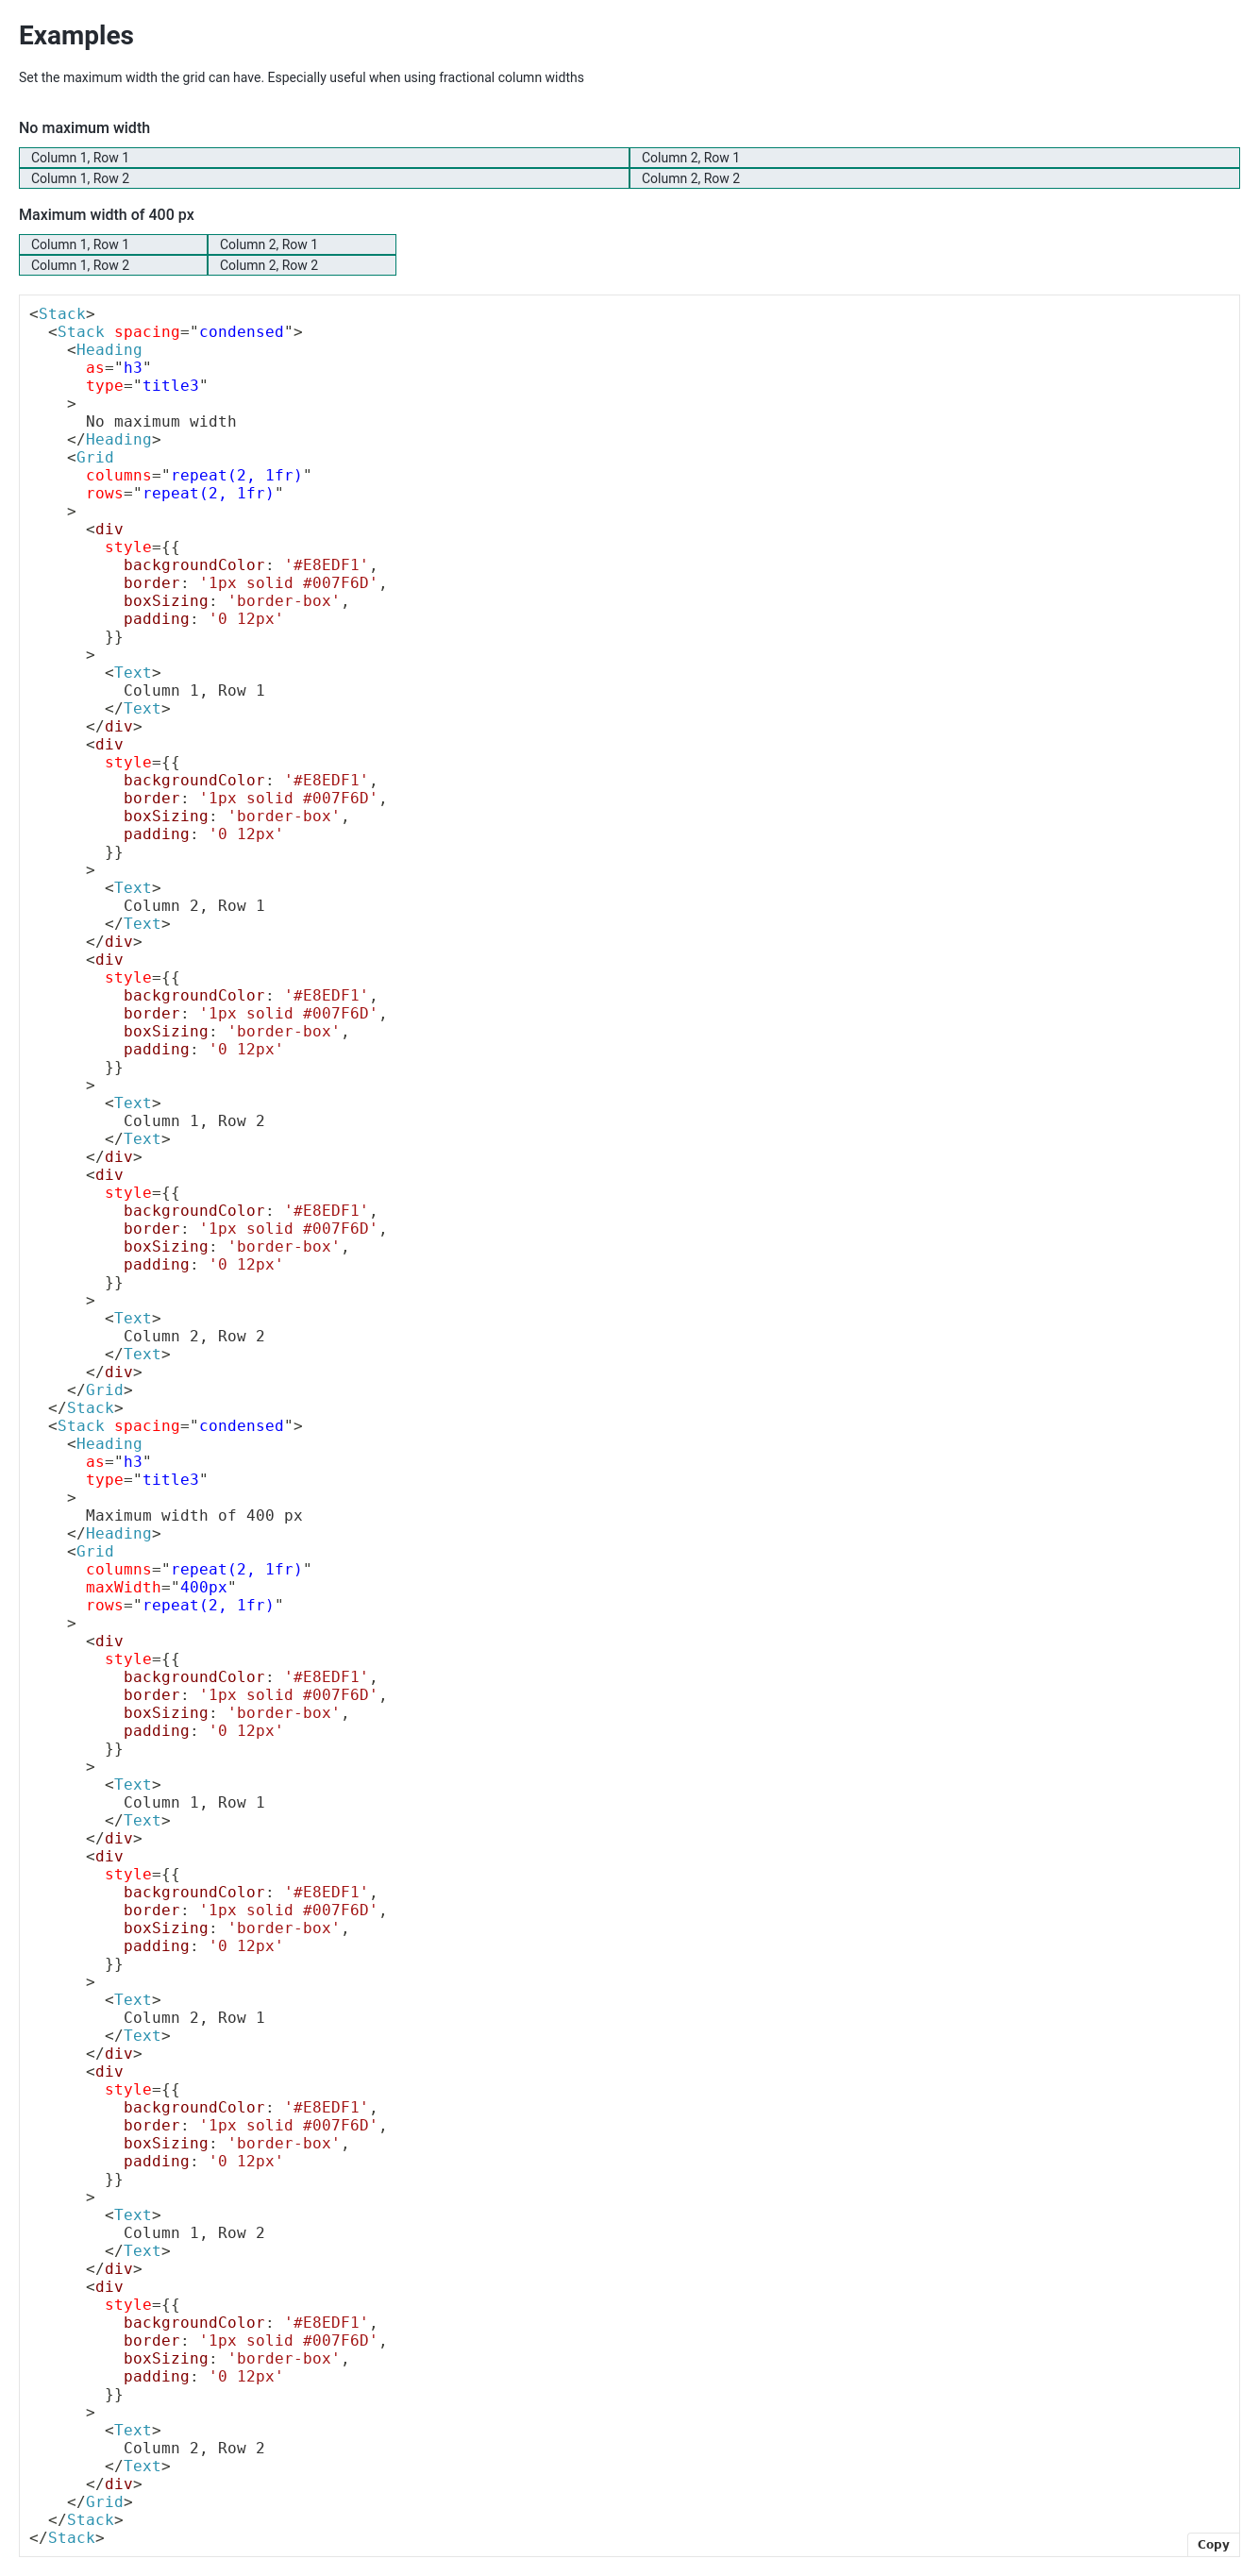 Examples
Set the maximum width the grid can have. Especially useful when using fractional column widths
No maximum width
Column 1, Row 1 Column 2, Row 1
Column 1, Row 2 Column 2, Row 2
Maximum width of 400 px
Column 1, Row 1 Column 2, Row 1
Column 1, Row 2 Column 2, Row 2
<Stack>
  <Stack spacing="condensed">
    <Heading
      as="h3"
      type="title3"
    >
      No maximum width
    </Heading>
    <Grid
      columns="repeat(2, 1fr)"
      rows="repeat(2, 1fr)"
    >
      <div
        style={{
          backgroundColor: '#E8EDF1',
          border: '1px solid #007F6D',
          boxSizing: 'border-box',
          padding: '0 12px'
        }}
      >
        <Text>
          Column 1, Row 1
        </Text>
      </div>
      <div
        style={{
          backgroundColor: '#E8EDF1',
          border: '1px solid #007F6D',
          boxSizing: 'border-box',
          padding: '0 12px'
        }}
      >
        <Text>
          Column 2, Row 1
        </Text>
      </div>
      <div
        style={{
          backgroundColor: '#E8EDF1',
          border: '1px solid #007F6D',
          boxSizing: 'border-box',
          padding: '0 12px'
        }}
      >
        <Text>
          Column 1, Row 2
        </Text>
      </div>
      <div
        style={{
          backgroundColor: '#E8EDF1',
          border: '1px solid #007F6D',
          boxSizing: 'border-box',
          padding: '0 12px'
        }}
      >
        <Text>
          Column 2, Row 2
        </Text>
      </div>
    </Grid>
  </Stack>
  <Stack spacing="condensed">
    <Heading
      as="h3"
      type="title3"
    >
      Maximum width of 400 px
    </Heading>
    <Grid
      columns="repeat(2, 1fr)"
      maxWidth="400px"
      rows="repeat(2, 1fr)"
    >
      <div
        style={{
          backgroundColor: '#E8EDF1',
          border: '1px solid #007F6D',
          boxSizing: 'border-box',
          padding: '0 12px'
        }}
      >
        <Text>
          Column 1, Row 1
        </Text>
      </div>
      <div
        style={{
          backgroundColor: '#E8EDF1',
          border: '1px solid #007F6D',
          boxSizing: 'border-box',
          padding: '0 12px'
        }}
      >
        <Text>
          Column 2, Row 1
        </Text>
      </div>
      <div
        style={{
          backgroundColor: '#E8EDF1',
          border: '1px solid #007F6D',
          boxSizing: 'border-box',
          padding: '0 12px'
        }}
      >
        <Text>
          Column 1, Row 2
        </Text>
      </div>
      <div
        style={{
          backgroundColor: '#E8EDF1',
          border: '1px solid #007F6D',
          boxSizing: 'border-box',
          padding: '0 12px'
        }}
      >
        <Text>
          Column 2, Row 2
        </Text>
      </div>
    </Grid>
  </Stack>
</Stack>
Copy